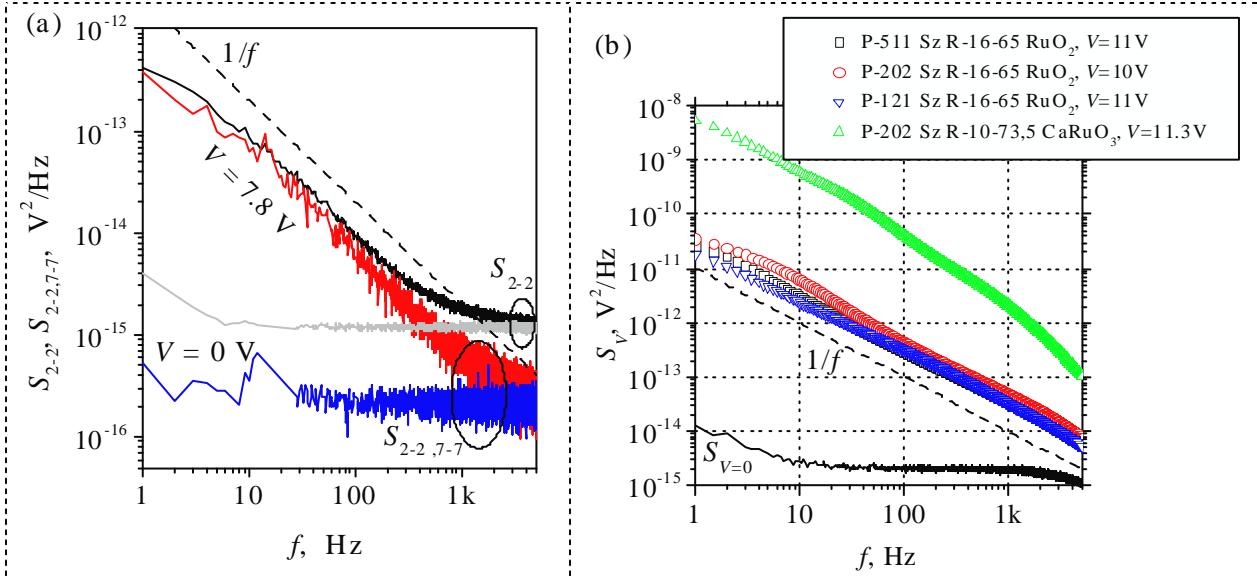 (a)
10^-12
10^-13
10^-14
10^-15
10^-16
S_2-2, S_2-2,7-7, V^2/Hz
1/f
V = 7.8 V
S_2-2
V = 0 V
S_2-2,7-7
1 10 100 1k
f, Hz
(b)
P-511 Sz R-16-65 RuO_2, V=11V
P-202 Sz R-16-65 RuO_2, V=10V
P-121 Sz R-16-65 RuO_2, V=11V
P-202 Sz R-10-73,5 CaRuO_3, V=11.3V
10^-8
10^-9
10^-10
10^-11
10^-12
10^-13
10^-14
10^-15
S_V, V^2/Hz
1/f
S_V=0
1 10 100 1k
f, Hz